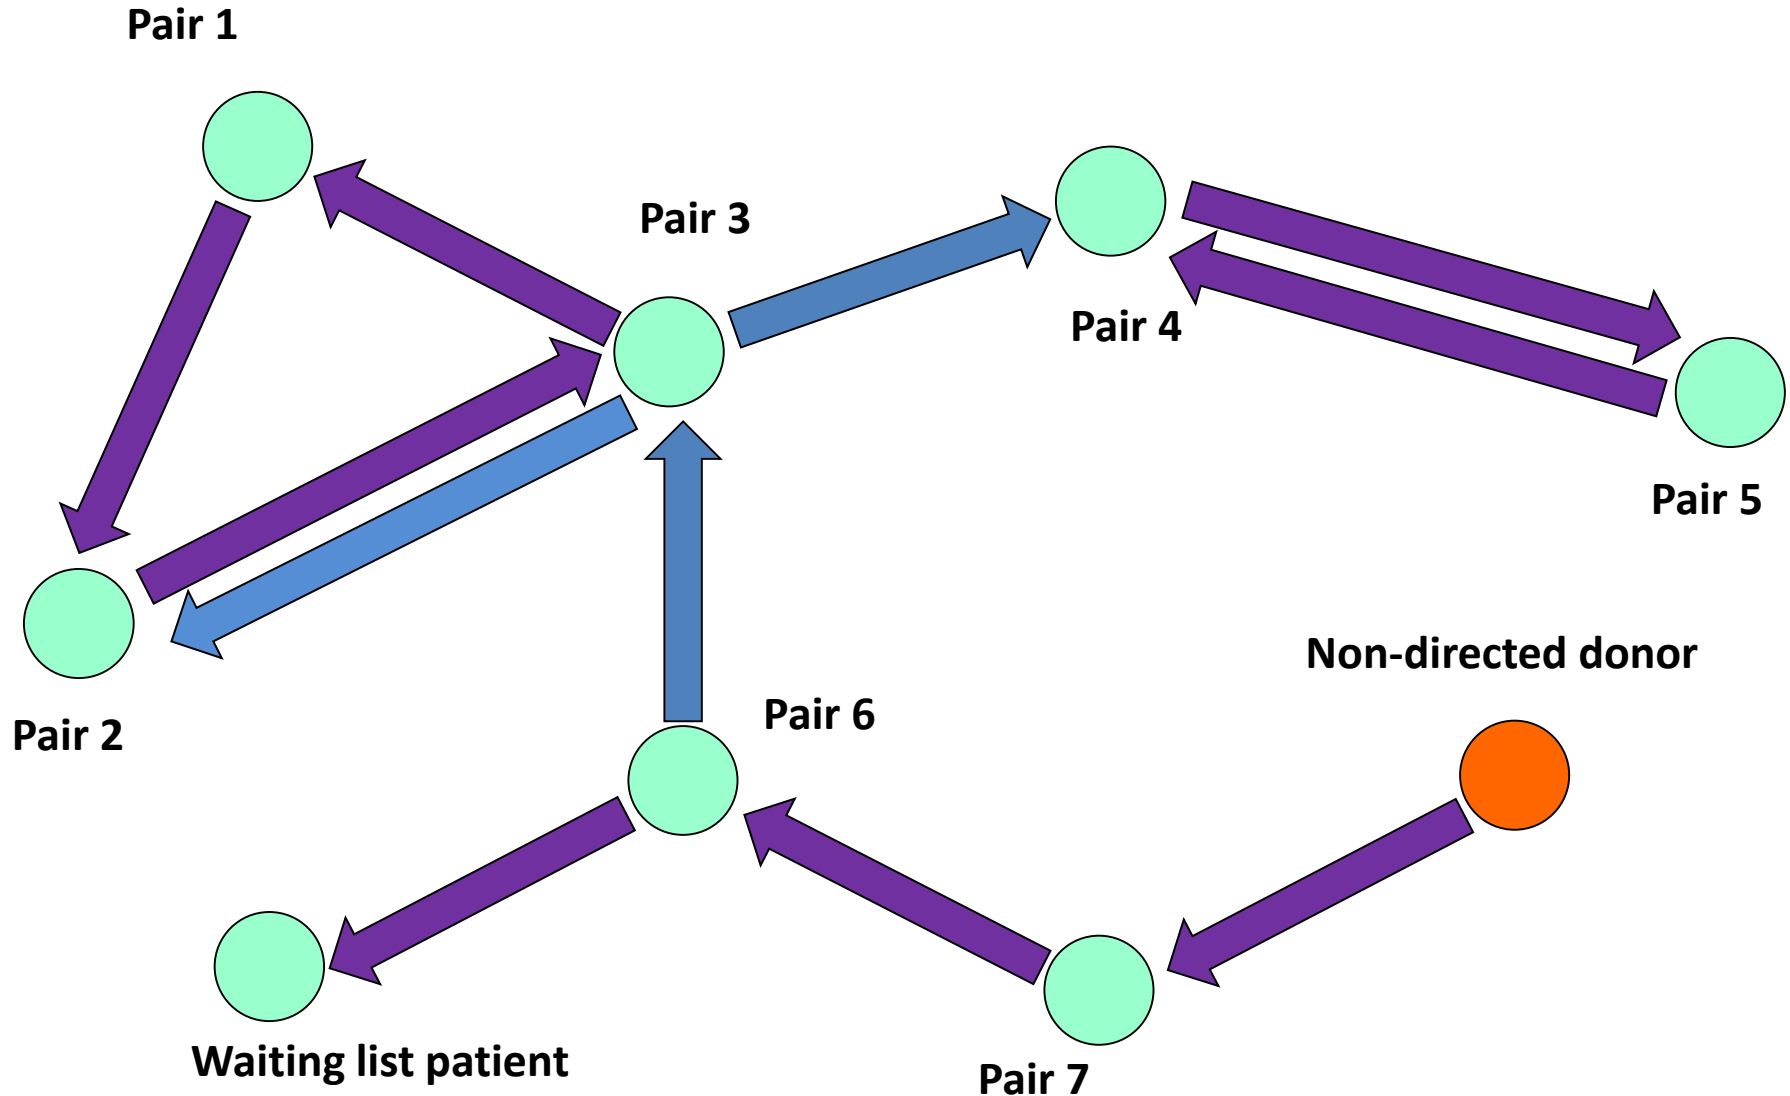 Pair 1
Pair 3
Pair 4
Pair 5
Non-directed donor
Pair 6
Pair 2
Waiting list patient
Pair 7